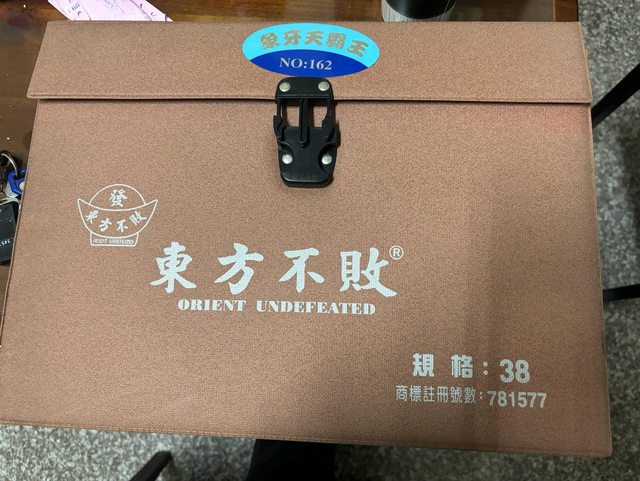 象牙天霸王
NO:162
發
東方不敗
ORIENT UNDEFEATED
東方不敗®
ORIENT UNDEFEATED
規格:38
商標註冊號數:781577